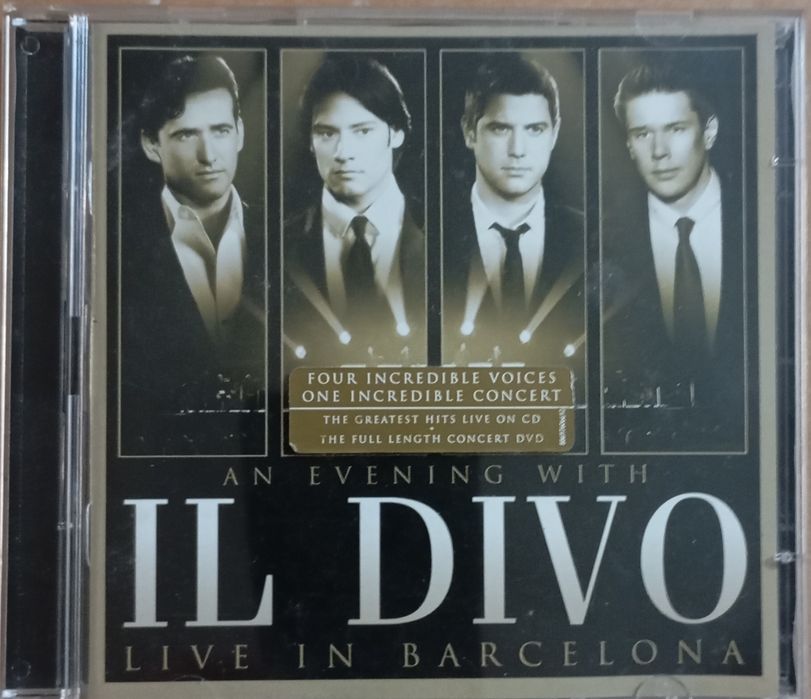 FOUR INCREDIBLE VOICES
ONE INCREDIBLE CONCERT
THE GREATEST HITS LIVE ON CD
•
THE FULL LENGTH CONCERT DVD
AN EVENING WITH
IL DIVO
LIVE IN BARCELONA